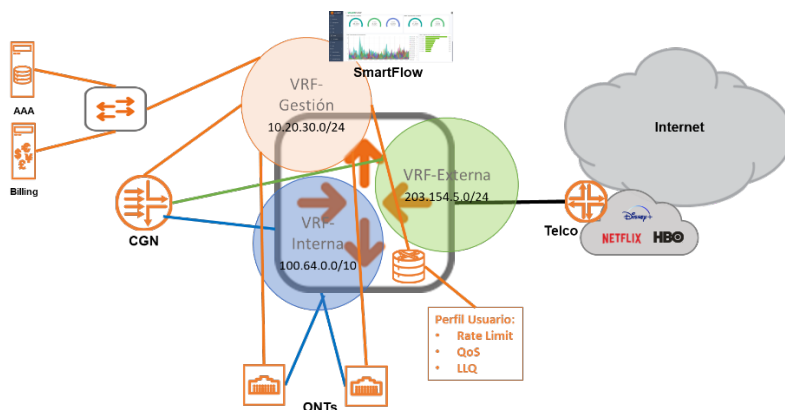 SmartFlow
VRF-
Gestión
10.20.30.0/24
AAA
Billing
VRF-Externa
203.154.5.0/24
Internet
VRF-
Interna
100.64.0.0/10
CGN
Telco
Disney+
NETFLIX HBO
Perfil Usuario:
• Rate Limit
• QoS
• LLQ
ONTs